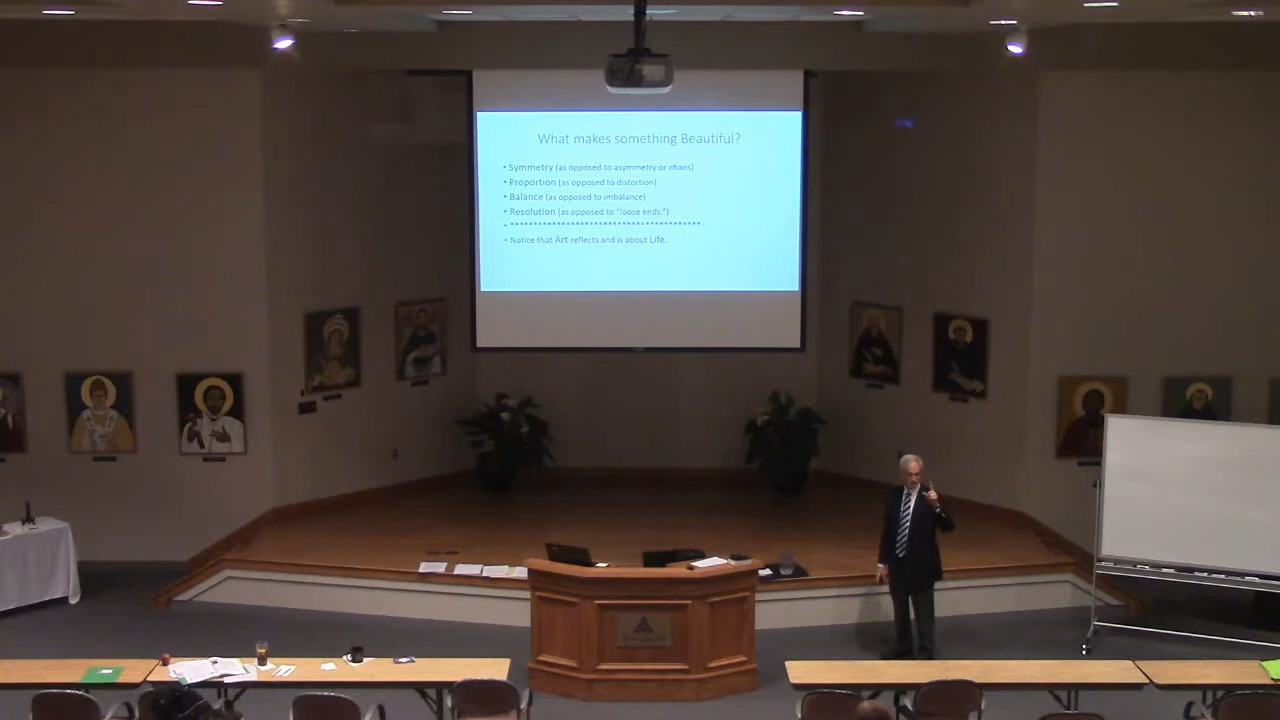 What makes something Beautiful?
• Symmetry (as opposed to asymmetry or chaos)
• Proportion (as opposed to distortion)
• Balance (as opposed to imbalance)
• Resolution (as opposed to "loose ends.")
• ****************************************
• Notice that Art reflects and is about Life.